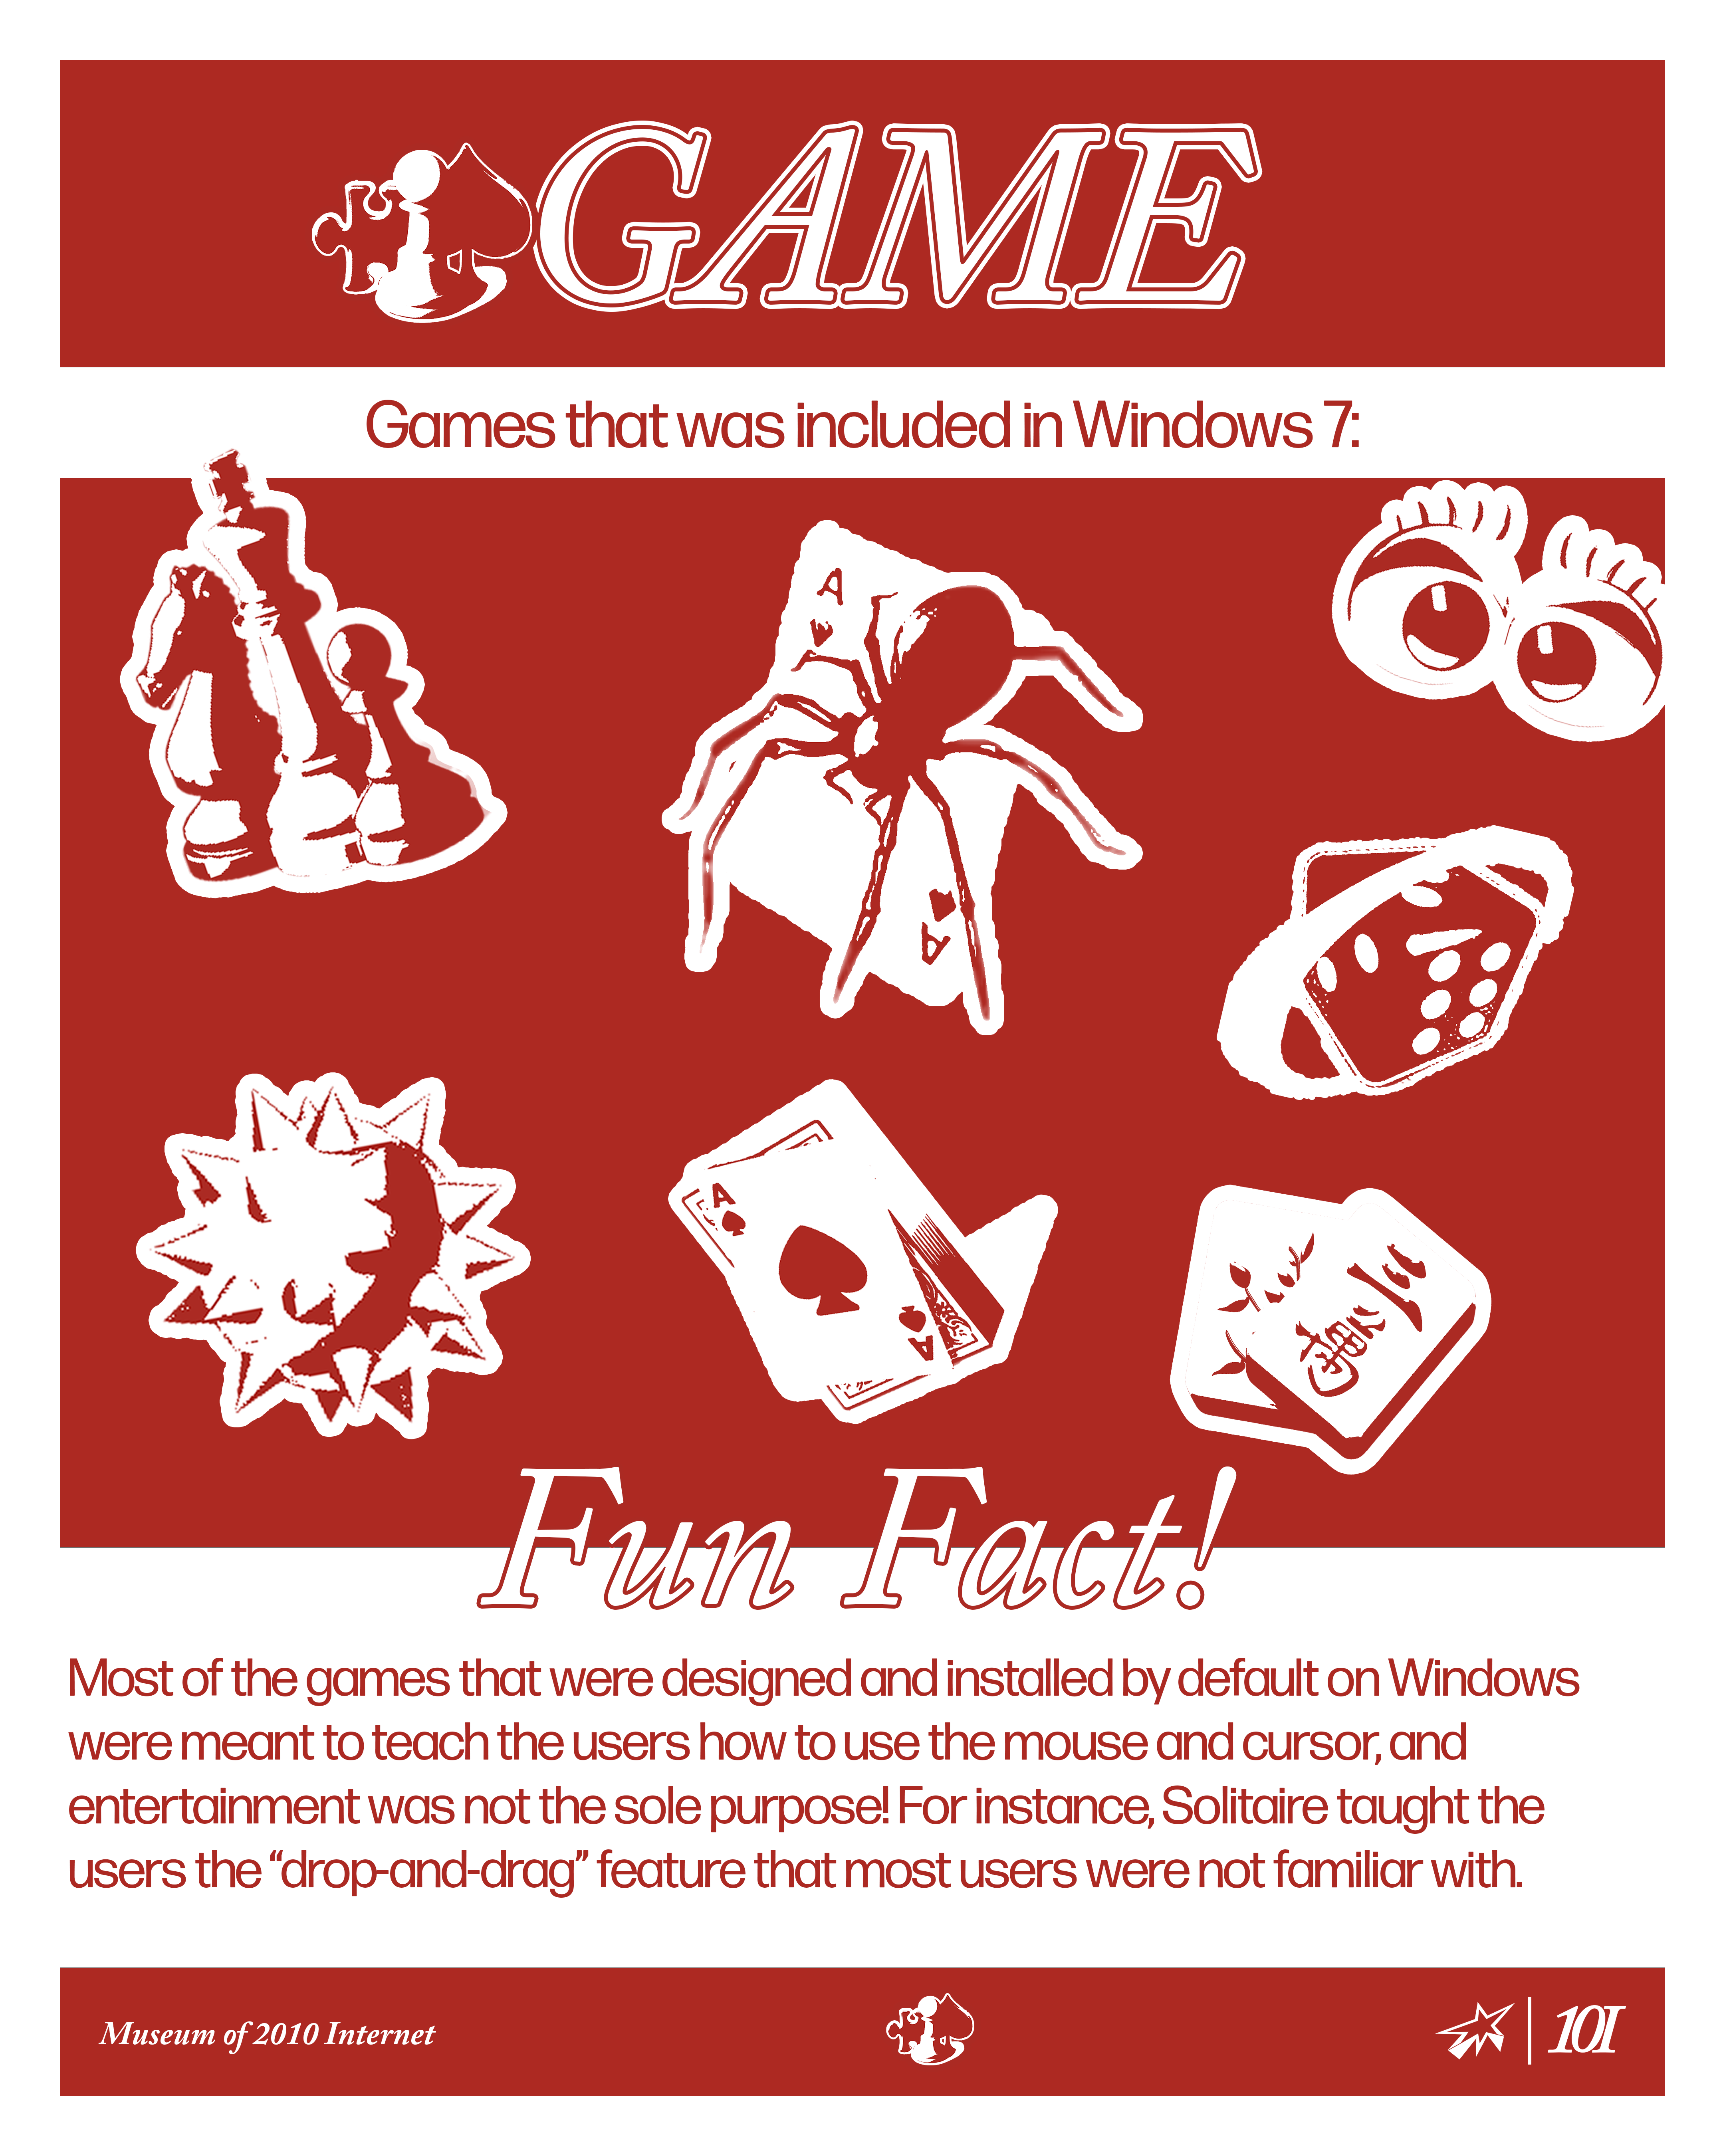 GAME
Games that was included in Windows 7:
A
A
A
A
Fun Fact!
Most of the games that were designed and installed by default on Windows
were meant to teach the users how to use the mouse and cursor, and
entertainment was not the sole purpose! For instance, Solitaire taught the
users the “drop-and-drag” feature that most users were not familiar with.
Museum of 2010 Internet
101